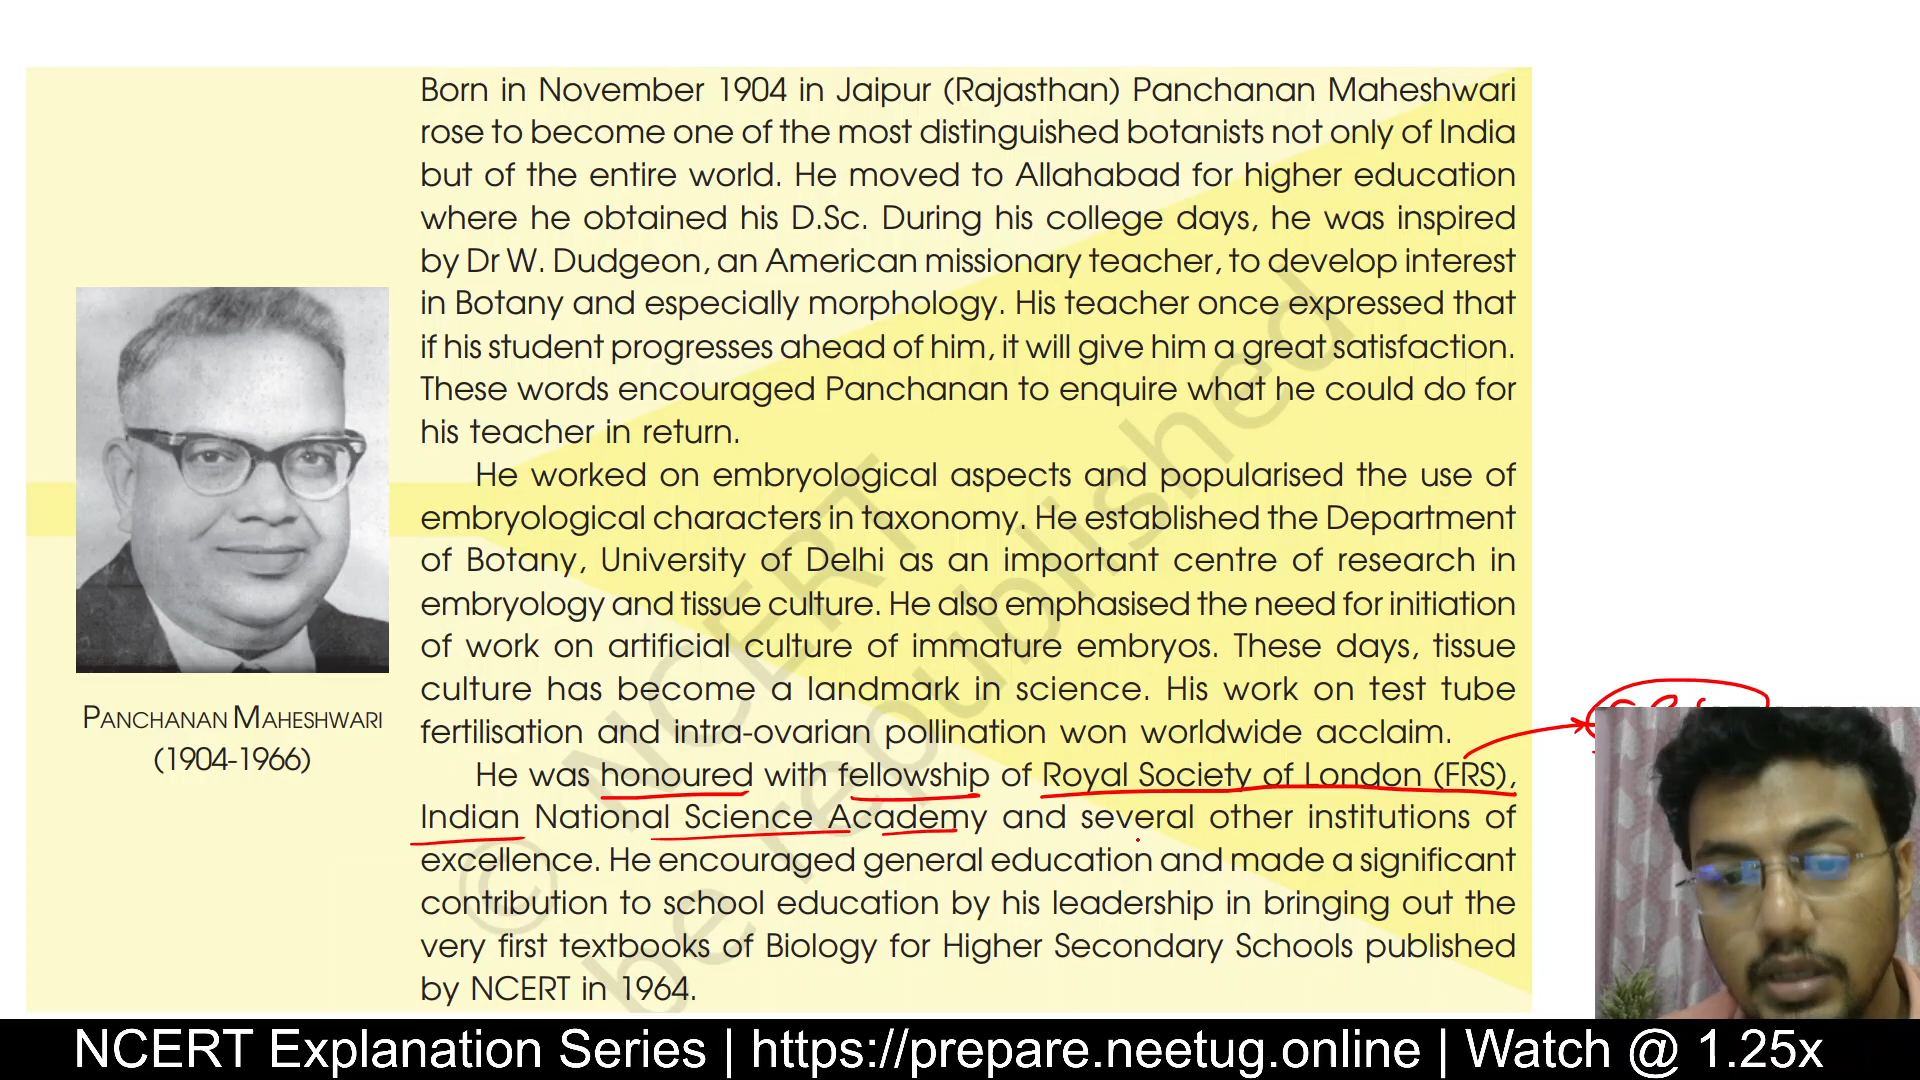 Born in November 1904 in Jaipur (Rajasthan) Panchanan Maheshwari
rose to become one of the most distinguished botanists not only of India
but of the entire world. He moved to Allahabad for higher education
where he obtained his D.Sc. During his college days, he was inspired
by Dr W. Dudgeon, an American missionary teacher, to develop interest
in Botany and especially morphology. His teacher once expressed that
if his student progresses ahead of him, it will give him a great satisfaction.
These words encouraged Panchanan to enquire what he could do for
his teacher in return.
He worked on embryological aspects and popularised the use of
embryological characters in taxonomy. He established the Department
of Botany, University of Delhi as an important centre of research in
embryology and tissue culture. He also emphasised the need for initiation
of work on artificial culture of immature embryos. These days, tissue
culture has become a landmark in science. His work on test tube
fertilisation and intra-ovarian pollination won worldwide acclaim.
He was honoured with fellowship of Royal Society of London (FRS),
Indian National Science Academy and several other institutions of
excellence. He encouraged general education and made a significant
contribution to school education by his leadership in bringing out the
very first textbooks of Biology for Higher Secondary Schools published
by NCERT in 1964.
PANCHANAN MAHESHWARI
(1904-1966)
© NCERT
be republished
NCERT Explanation Series | https://prepare.neetug.online | Watch @ 1.25x